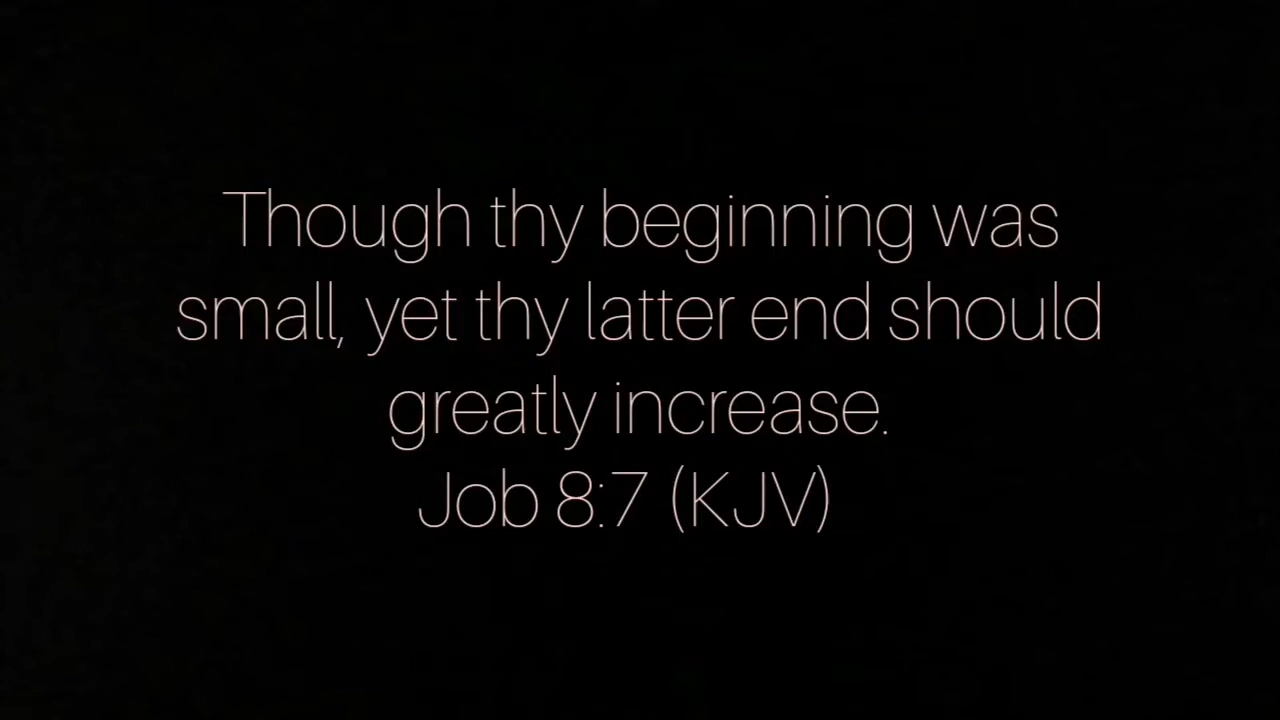 Though thy beginning was
small, yet thy latter end should
greatly increase.
Job 8:7 (KJV)